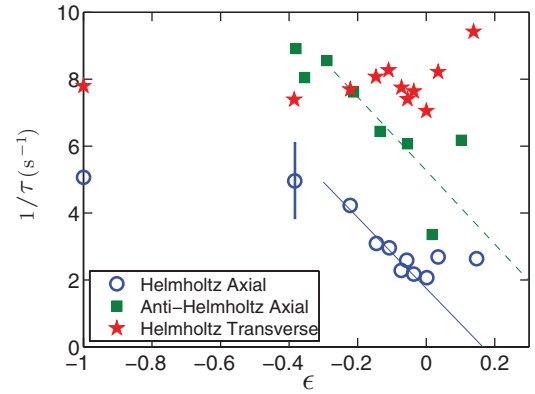 10
8
6
4
2
0
1/τ (s⁻¹)
Helmholtz Axial
Anti−Helmholtz Axial
Helmholtz Transverse
−1 −0.8 −0.6 −0.4 −0.2 0 0.2
ϵ